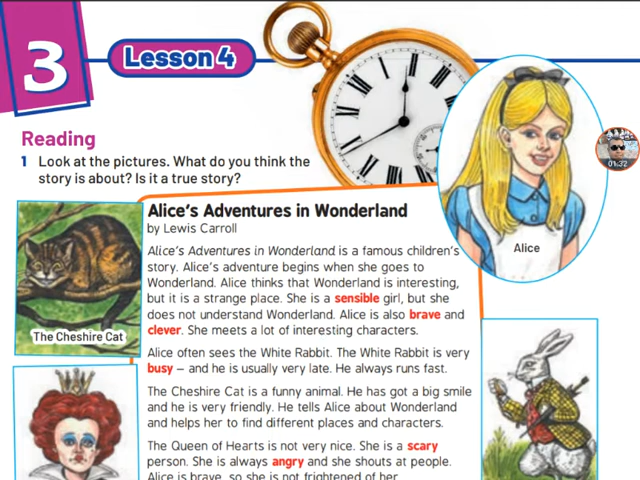 3
Lesson 4
Reading
1 Look at the pictures. What do you think the
story is about? Is it a true story?
Alice's Adventures in Wonderland
by Lewis Carroll
Alice's Adventures in Wonderland is a famous children's
story. Alice's adventure begins when she goes to
Wonderland. Alice thinks that Wonderland is interesting,
but it is a strange place. She is a sensible girl, but she
does not understand Wonderland. Alice is also brave and
clever. She meets a lot of interesting characters.
Alice often sees the White Rabbit. The White Rabbit is very
busy – and he is usually very late. He always runs fast.
The Cheshire Cat is a funny animal. He has got a big smile
and he is very friendly. He tells Alice about Wonderland
and helps her to find different places and characters.
The Queen of Hearts is not very nice. She is a scary
person. She is always angry and she shouts at people.
Alice is brave, so she is not frightened of her.
The Cheshire Cat
Alice
01:32